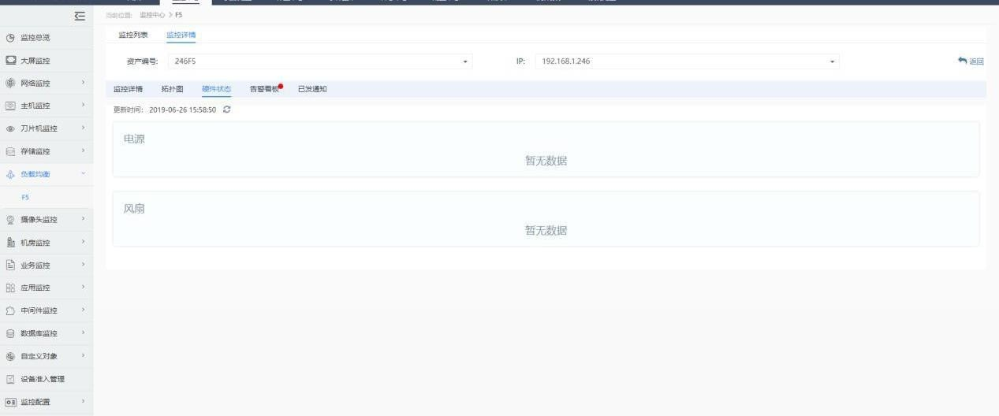 当前位置: 监控中心 > F5
监控总览
大屏监控
网络监控
主机监控
刀片机监控
存储监控
负载均衡
F5
摄像头监控
机房监控
业务监控
应用监控
中间件监控
数据库监控
自定义对象
设备准入管理
监控配置
监控列表 监控详情
资产编号: 246F5 IP: 192.168.1.246 返回
监控详情 拓扑图 硬件状态 告警看板 已发通知
更新时间: 2019-06-26 15:58:50
电源
暂无数据
风扇
暂无数据